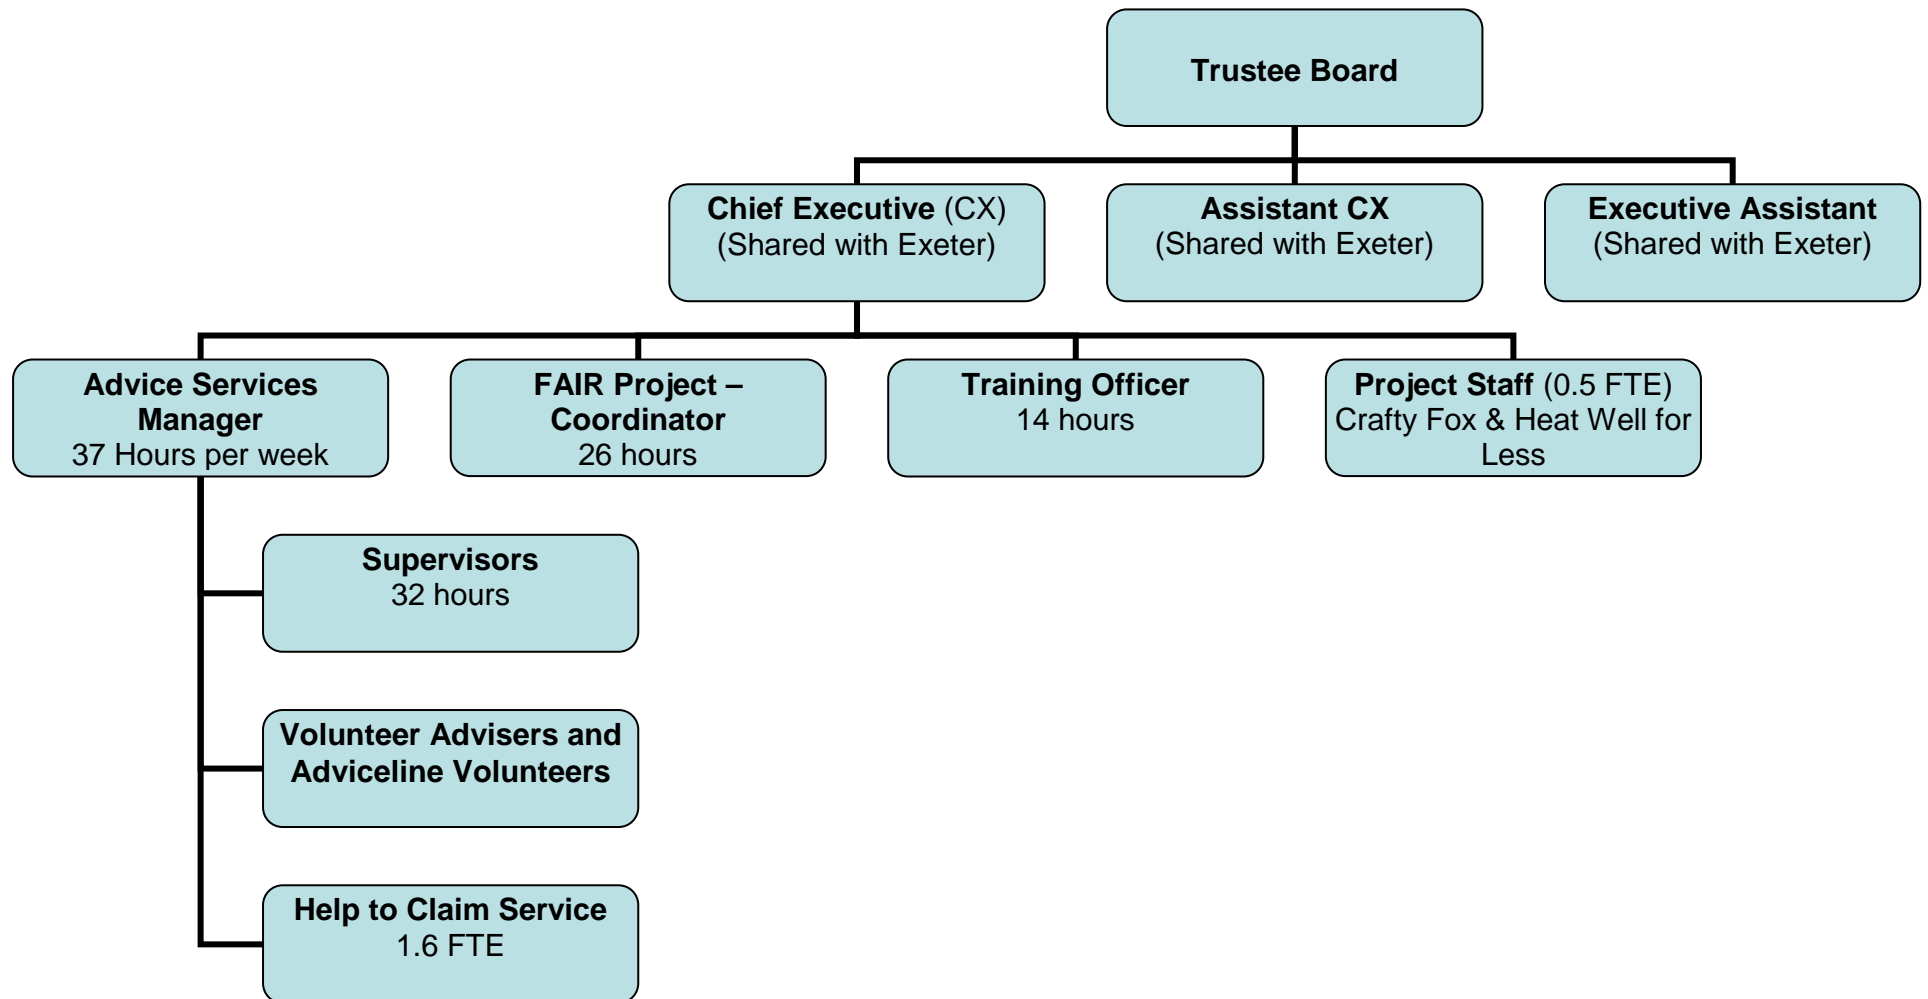 Trustee Board
Chief Executive (CX)
(Shared with Exeter)
Assistant CX
(Shared with Exeter)
Executive Assistant
(Shared with Exeter)
Advice Services
Manager
37 Hours per week
FAIR Project –
Coordinator
26 hours
Training Officer
14 hours
Project Staff (0.5 FTE)
Crafty Fox & Heat Well for
Less
Supervisors
32 hours
Volunteer Advisers and
Adviceline Volunteers
Help to Claim Service
1.6 FTE